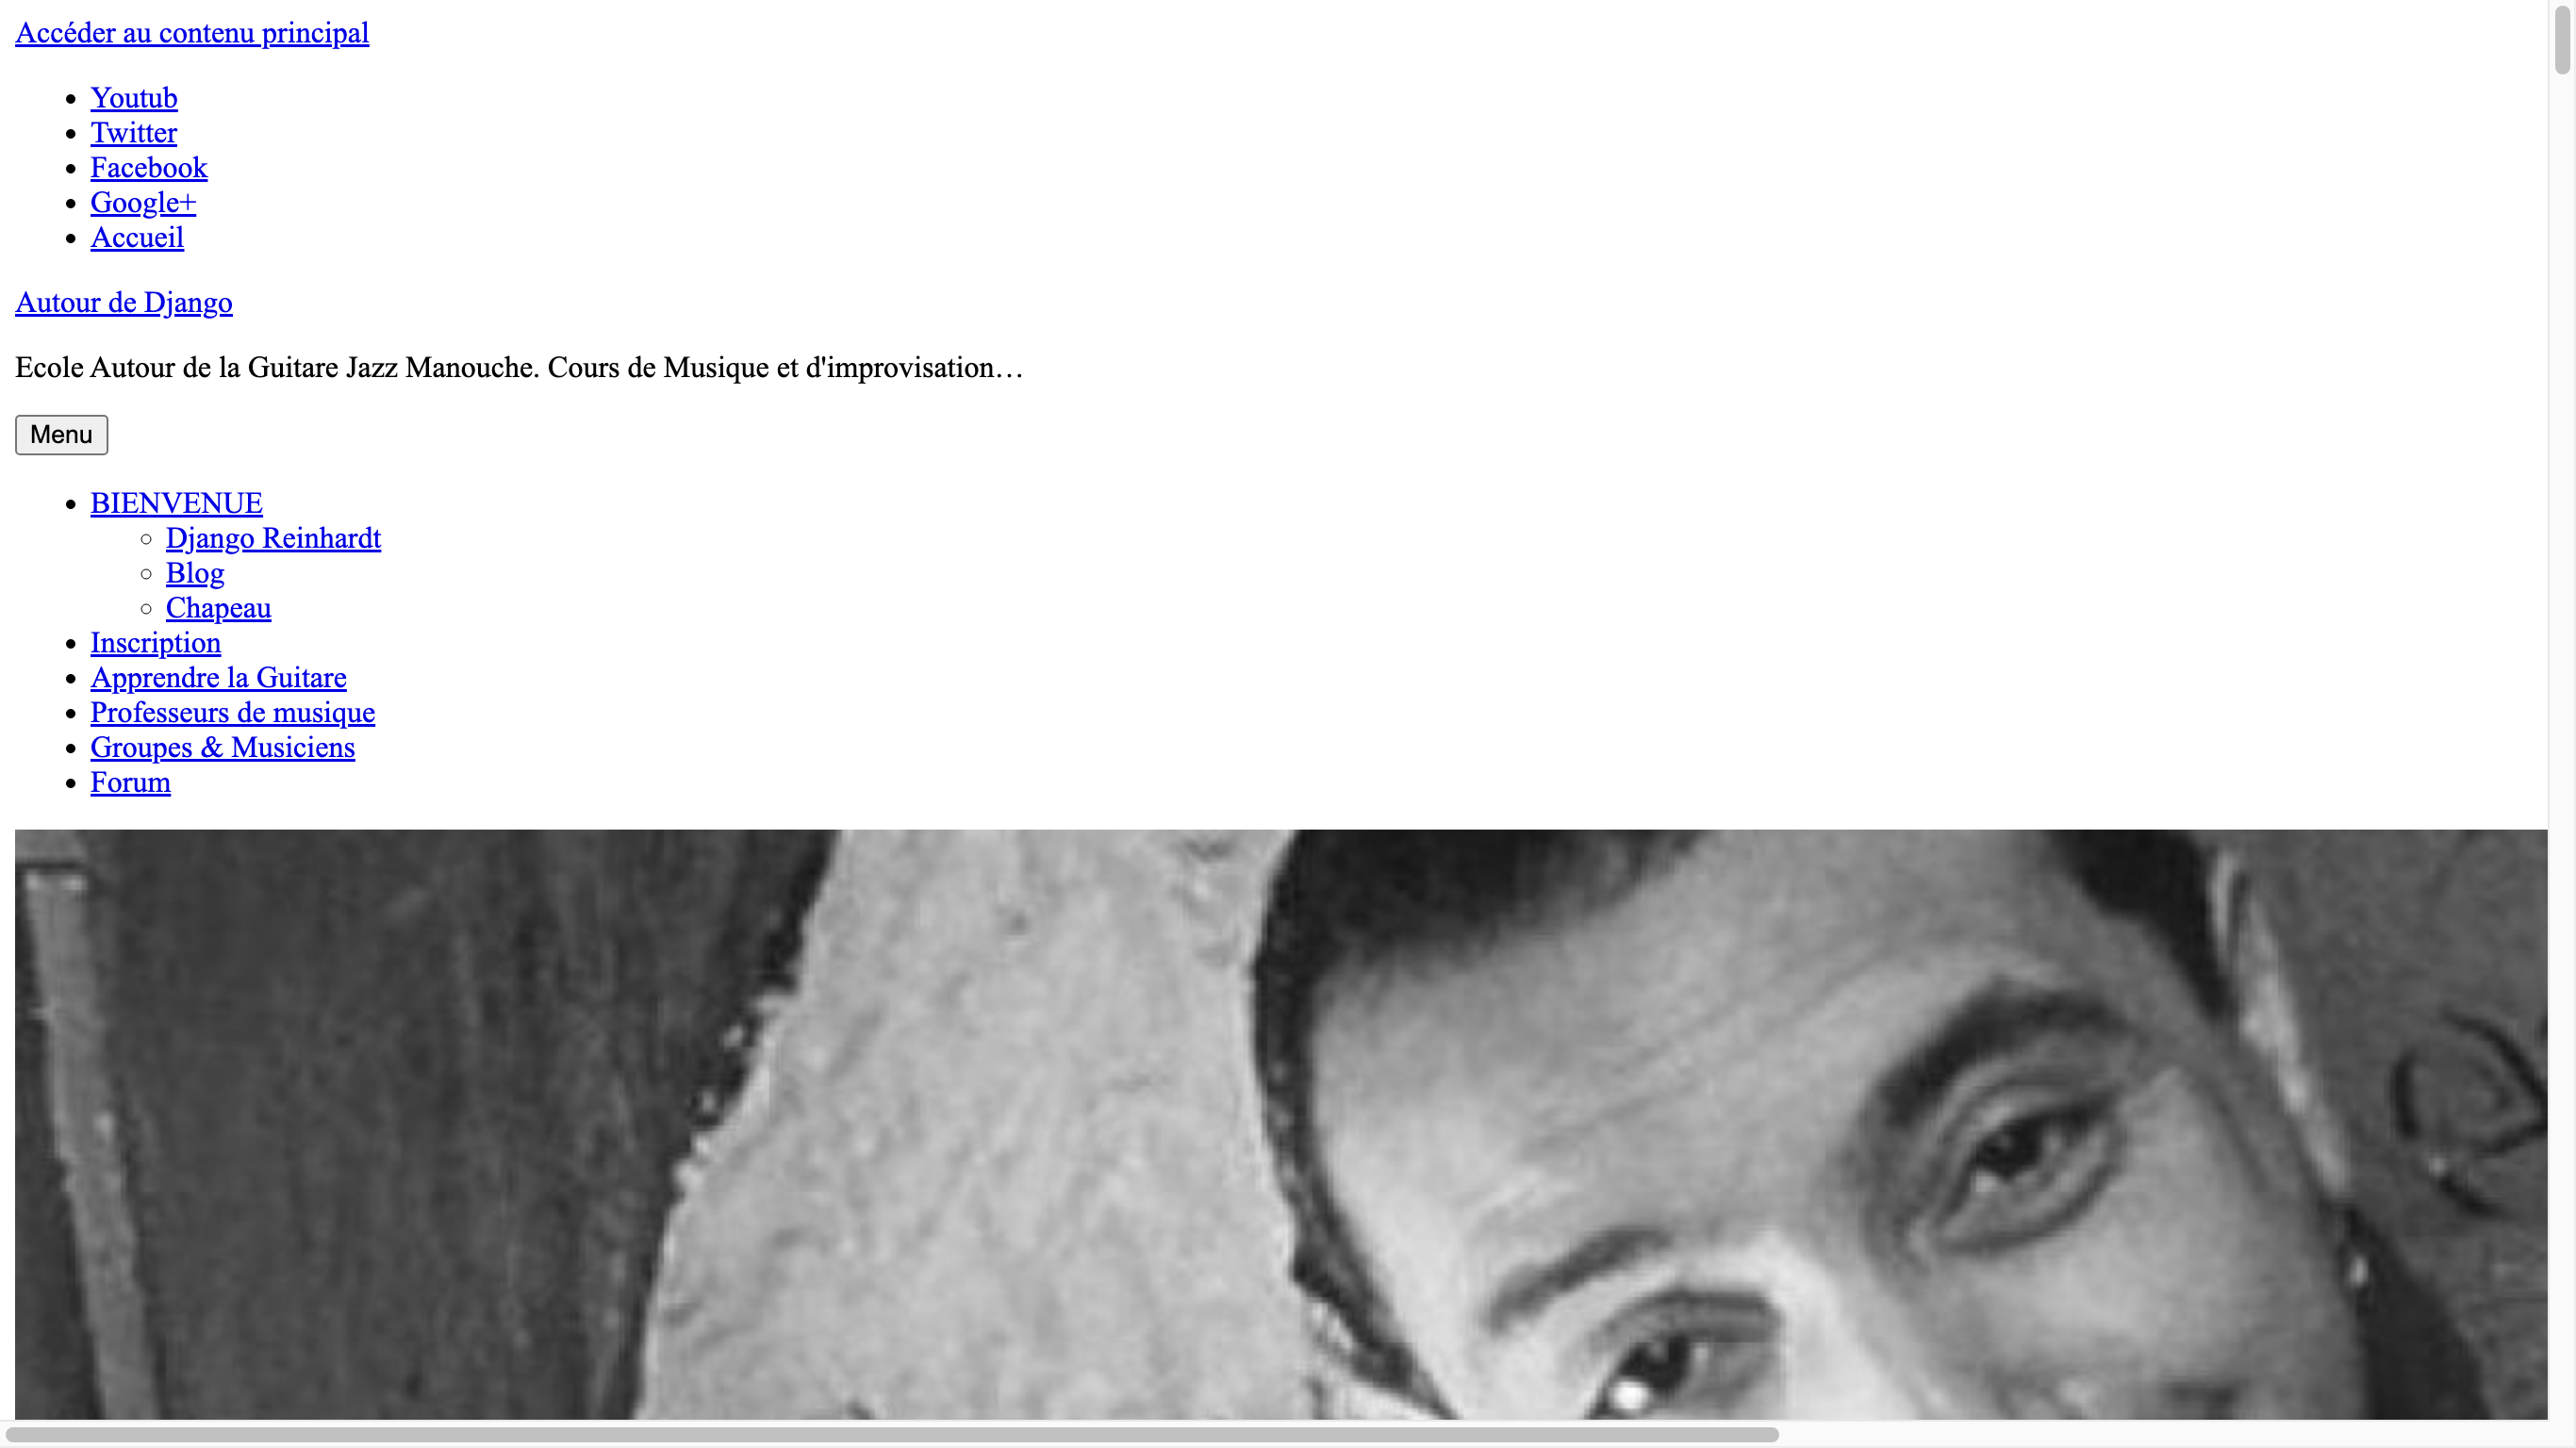 Accéder au contenu principal
Youtub
Twitter
Facebook
Google+
Accueil
Autour de Django
Ecole Autour de la Guitare Jazz Manouche. Cours de Musique et d'improvisation…
Menu
BIENVENUE
Django Reinhardt
Blog
Chapeau
Inscription
Apprendre la Guitare
Professeurs de musique
Groupes & Musiciens
Forum